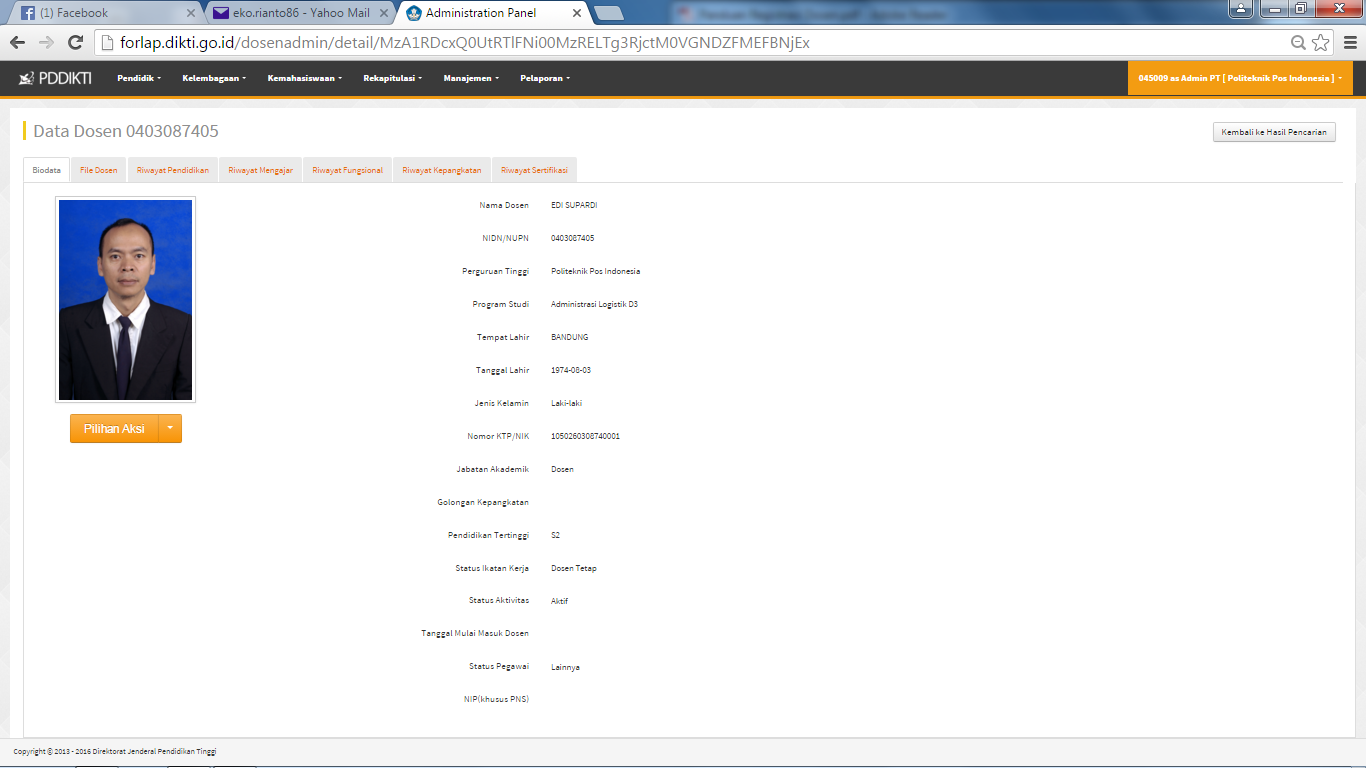 (1) Facebook
eko.rianto86 - Yahoo Mail
Administration Panel
forlap.dikti.go.id/dosenadmin/detail/MzA1RDcxQ0UtRTlFNi00MzRELTg3RjctM0VGNDZFMEFBNjEx
PDDIKTI
Pendidik
Kelembagaan
Kemahasiswaan
Rekapitulasi
Manajemen
Pelaporan
045009 as Admin PT [ Politeknik Pos Indonesia ]
Data Dosen 0403087405
Kembali ke Hasil Pencarian
Biodata
File Dosen
Riwayat Pendidikan
Riwayat Mengajar
Riwayat Fungsional
Riwayat Kepangkatan
Riwayat Sertifikasi
Pilihan Aksi
Nama Dosen EDI SUPARDI
NIDN/NUPN 0403087405
Perguruan Tinggi Politeknik Pos Indonesia
Program Studi Administrasi Logistik D3
Tempat Lahir BANDUNG
Tanggal Lahir 1974-08-03
Jenis Kelamin Laki-laki
Nomor KTP/NIK 1050260308740001
Jabatan Akademik Dosen
Golongan Kepangkatan
Pendidikan Tertinggi S2
Status Ikatan Kerja Dosen Tetap
Status Aktivitas Aktif
Tanggal Mulai Masuk Dosen
Status Pegawai Lainnya
NIP(khusus PNS)
Copyright © 2013 - 2016 Direktorat Jenderal Pendidikan Tinggi